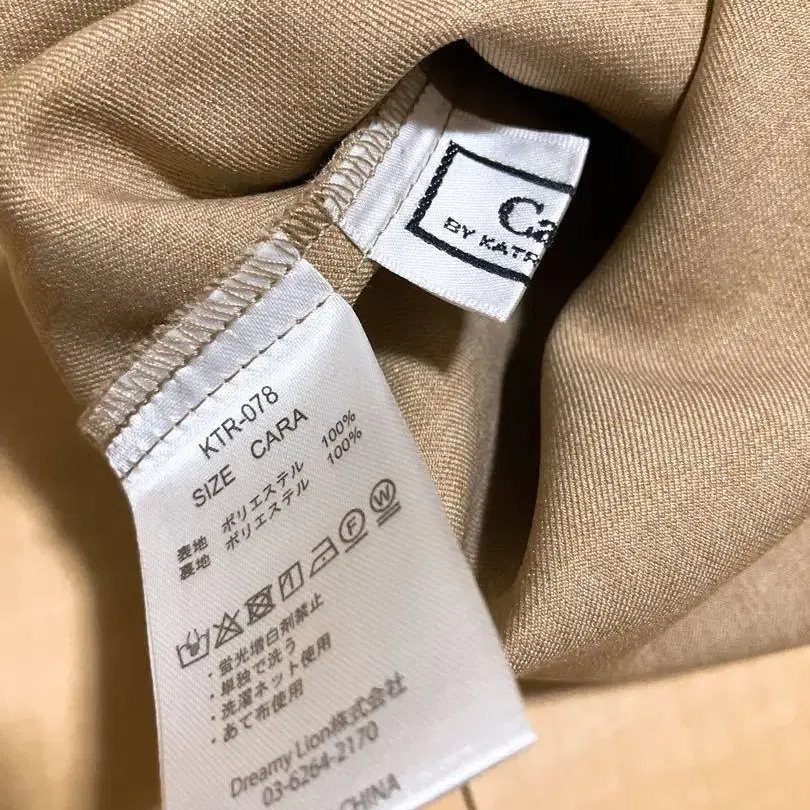 Ca
BY KATR
KTR-078
SIZE CARA
表地 ポリエステル 100%
裏地 ポリエステル 100%
F W
・蛍光増白剤禁止
・単独で洗う
・洗濯ネット使用
・あて布使用
Dreamy Lion株式会社
03-6264-2170
CHINA